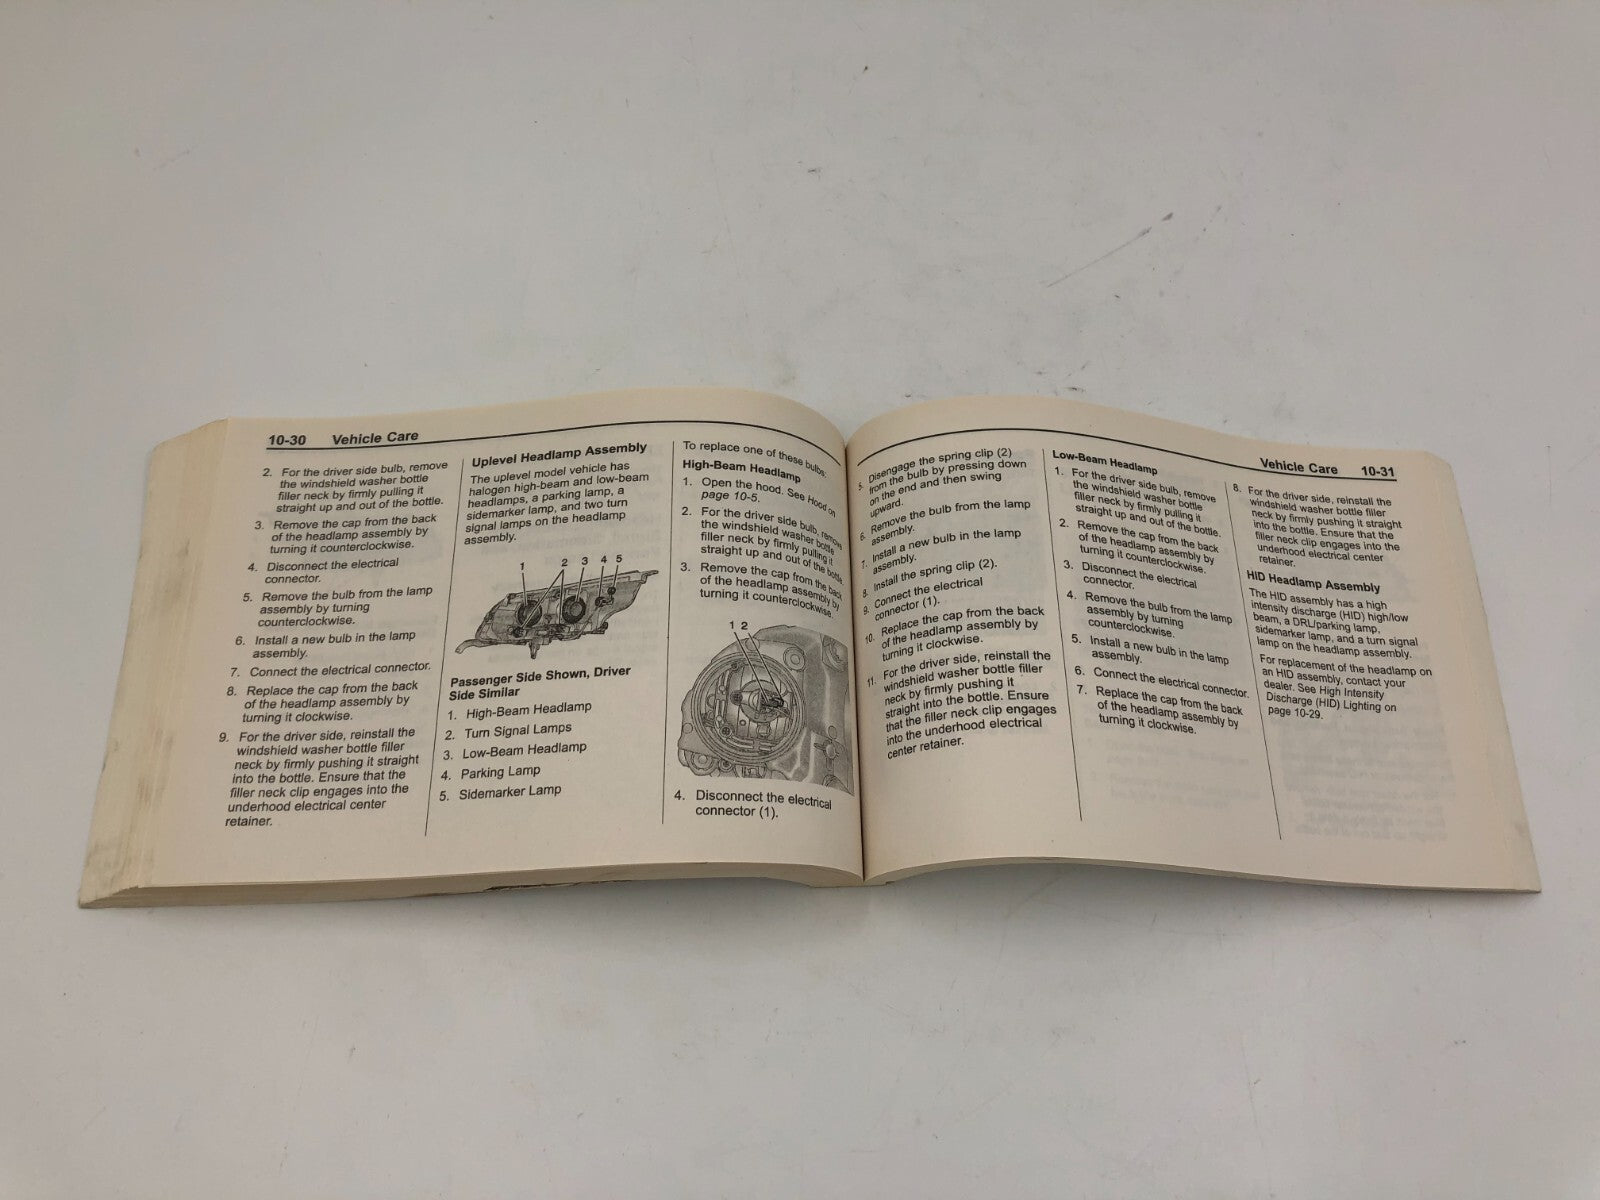 10-30 Vehicle Care
2. For the driver side bulb, remove
the windshield washer bottle
filler neck by firmly pulling it
straight up and out of the bottle.
3. Remove the cap from the back
of the headlamp assembly by
turning it counterclockwise.
4. Disconnect the electrical
connector.
5. Remove the bulb from the lamp
assembly by turning
counterclockwise.
6. Install a new bulb in the lamp
assembly.
7. Connect the electrical connector.
8. Replace the cap from the back
of the headlamp assembly by
turning it clockwise.
9. For the driver side, reinstall the
windshield washer bottle filler
neck by firmly pushing it straight
into the bottle. Ensure that the
filler neck clip engages into the
underhood electrical center
retainer.
Uplevel Headlamp Assembly
The uplevel model vehicle has
halogen high-beam and low-beam
headlamps, a parking lamp, a
sidemarker lamp, and two turn
signal lamps on the headlamp
assembly.
1 2 3 4 5
Passenger Side Shown, Driver
Side Similar
1. High-Beam Headlamp
2. Turn Signal Lamps
3. Low-Beam Headlamp
4. Parking Lamp
5. Sidemarker Lamp
To replace one of these bulbs:
High-Beam Headlamp
1. Open the hood. See Hood on
page 10-5.
2. For the driver side bulb, remove
the windshield washer bottle
filler neck by firmly pulling it
straight up and out of the bottle.
3. Remove the cap from the back
of the headlamp assembly by
turning it counterclockwise.
1 2
4. Disconnect the electrical
connector (1).
Vehicle Care 10-31
5. Disengage the spring clip (2)
from the bulb by pressing down
on the end and then swing
upward.
6. Remove the bulb from the lamp
assembly.
7. Install a new bulb in the lamp
assembly.
8. Install the spring clip (2).
9. Connect the electrical
connector (1).
10. Replace the cap from the back
of the headlamp assembly by
turning it clockwise.
11. For the driver side, reinstall the
windshield washer bottle filler
neck by firmly pushing it
straight into the bottle. Ensure
that the filler neck clip engages
into the underhood electrical
center retainer.
Low-Beam Headlamp
1. For the driver side bulb, remove
the windshield washer bottle
filler neck by firmly pulling it
straight up and out of the bottle.
2. Remove the cap from the back
of the headlamp assembly by
turning it counterclockwise.
3. Disconnect the electrical
connector.
4. Remove the bulb from the lamp
assembly by turning
counterclockwise.
5. Install a new bulb in the lamp
assembly.
6. Connect the electrical connector.
7. Replace the cap from the back
of the headlamp assembly by
turning it clockwise.
8. For the driver side, reinstall the
windshield washer bottle filler
neck by firmly pushing it straight
into the bottle. Ensure that the
filler neck clip engages into the
underhood electrical center
retainer.
HID Headlamp Assembly
The HID assembly has a high
intensity discharge (HID) high/low
beam, a DRL/parking lamp,
sidemarker lamp, and a turn signal
lamp on the headlamp assembly.
For replacement of the headlamp on
an HID assembly, contact your
dealer. See High Intensity
Discharge (HID) Lighting on
page 10-29.